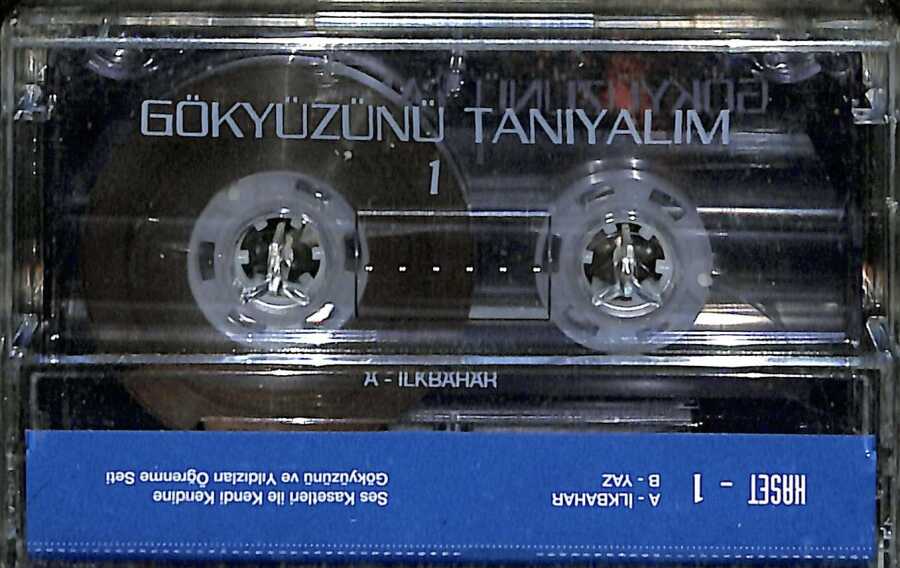 GÖKYÜZÜNÜ TANIYALIM
1
A - İLKBAHAR
KASET - 1
A - İLKBAHAR
B - YAZ
Ses Kasetleri ile Kendi Kendine
Gökyüzünü ve Yıldızları Öğrenme Seti